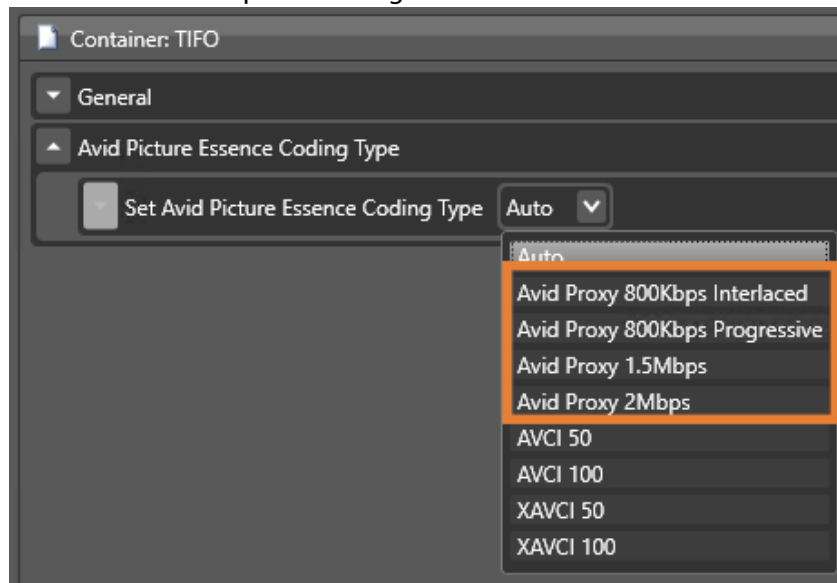 Container: TIFO
General
Avid Picture Essence Coding Type
Set Avid Picture Essence Coding Type Auto
Auto
Avid Proxy 800Kbps Interlaced
Avid Proxy 800Kbps Progressive
Avid Proxy 1.5Mbps
Avid Proxy 2Mbps
AVCI 50
AVCI 100
XAVCI 50
XAVCI 100